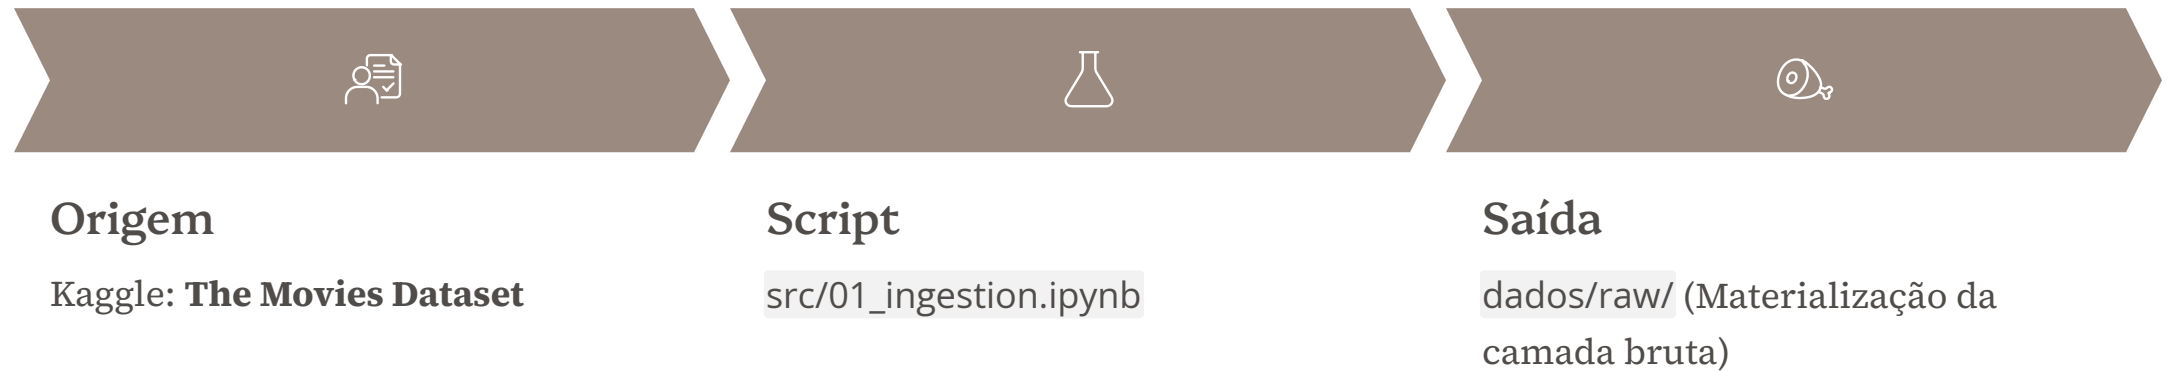 Origem
Kaggle: The Movies Dataset
Script
src/01_ingestion.ipynb
Saída
dados/raw/ (Materialização da
camada bruta)